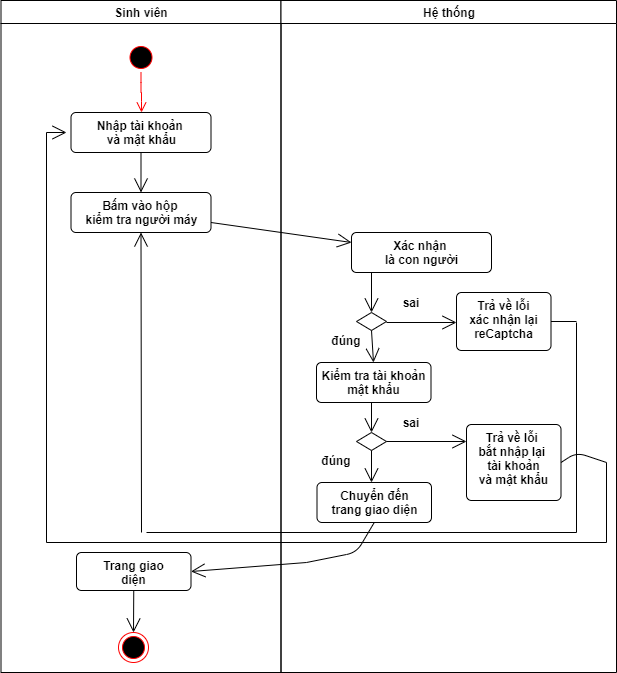 Sinh viên
Hệ thống
Nhập tài khoản
và mật khẩu
Bấm vào hộp
kiểm tra người máy
Xác nhận
là con người
sai
Trả về lỗi
xác nhận lại
reCaptcha
đúng
Kiểm tra tài khoản
mật khẩu
sai
Trả về lỗi
bắt nhập lại
tài khoản
và mật khẩu
đúng
Chuyển đến
trang giao diện
Trang giao
diện